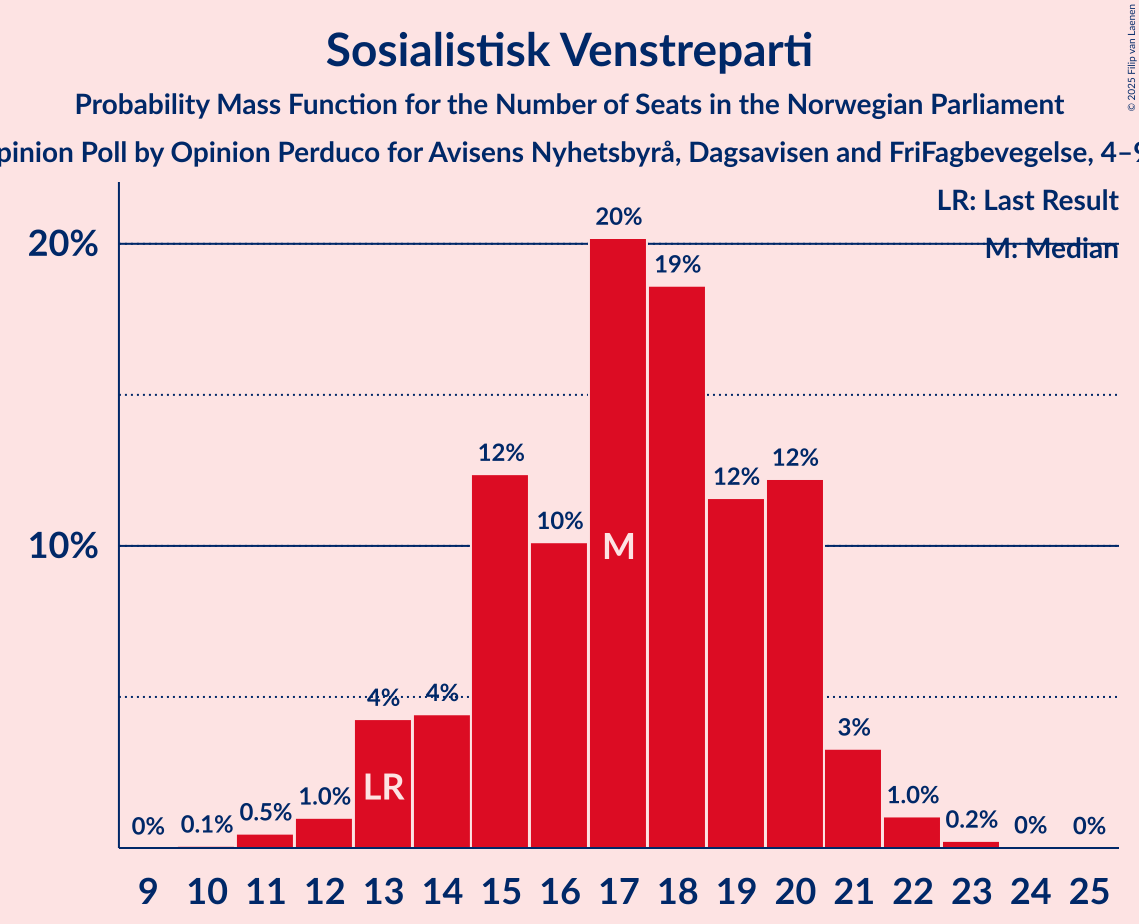 © 2025 Filip van Laenen
Sosialistisk Venstreparti
Probability Mass Function for the Number of Seats in the Norwegian Parliament
pinion Poll by Opinion Perduco for Avisens Nyhetsbyrå, Dagsavisen and FriFagbevegelse, 4–9
LR: Last Result
M: Median
20%
10%
0% 0.1% 0.5% 1.0% 4% 4% 12% 10% 20% 19% 12% 12% 3% 1.0% 0.2% 0% 0%
LR M
9 10 11 12 13 14 15 16 17 18 19 20 21 22 23 24 25